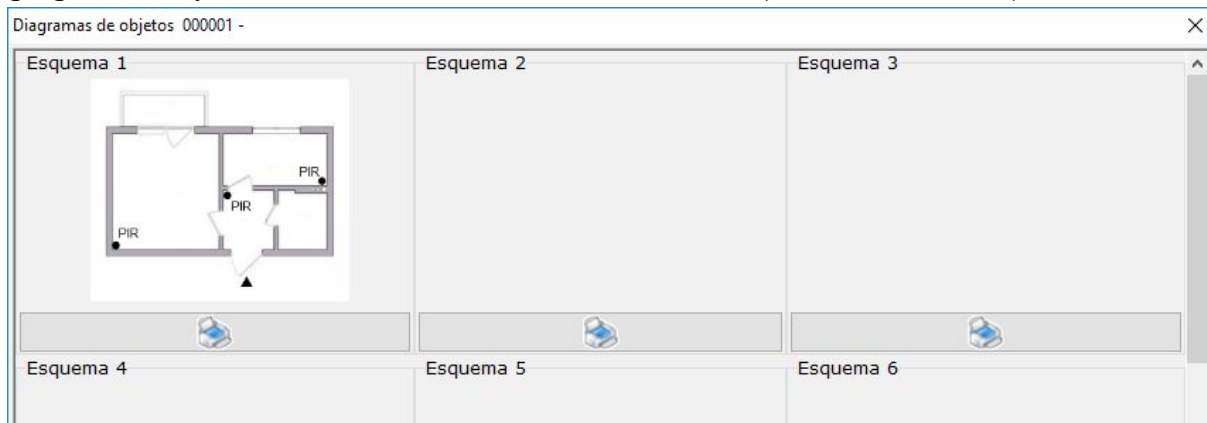 Diagramas de objetos 000001 -
Esquema 1
Esquema 2
Esquema 3
PIR
PIR
PIR
Esquema 4
Esquema 5
Esquema 6